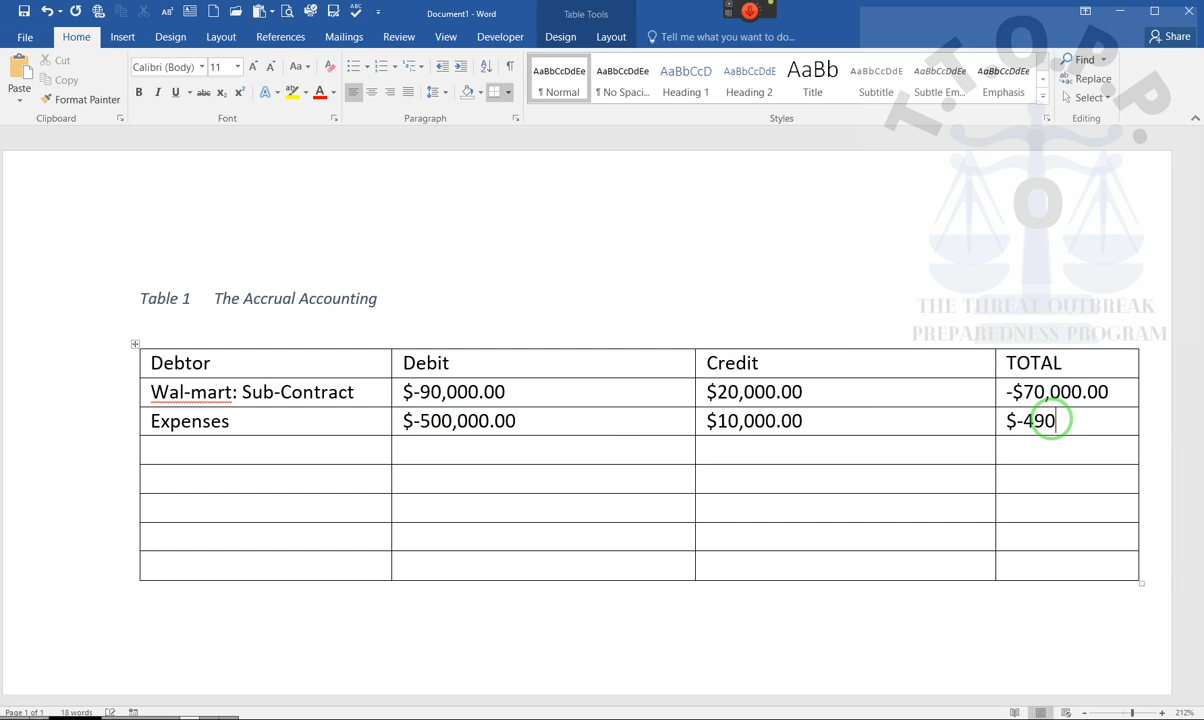 Document1 - Word
Table Tools
File Home Insert Design Layout References Mailings Review View Developer Design Layout Tell me what you want to do... Share
Paste
Cut
Copy
Format Painter
Clipboard
Calibri (Body) 11
Font
Paragraph
AaBbCcDdEe AaBbCcDdEe AaBbCcD AaBbCcDdE AaBb AaBbCcDdE AaBbCcDdEe AaBbCcDdEe
¶ Normal ¶ No Spaci... Heading 1 Heading 2 Title Subtitle Subtle Em... Emphasis
Styles
Find
Replace
Select
Editing
T.T.O.P.P.
THE THREAT OUTBREAK
PREPAREDNESS PROGRAM
Table 1 The Accrual Accounting
Debtor Debit Credit TOTAL
Wal-mart: Sub-Contract $-90,000.00 $20,000.00 -$70,000.00
Expenses $-500,000.00 $10,000.00 $-490
Page 1 of 1 18 words 212%